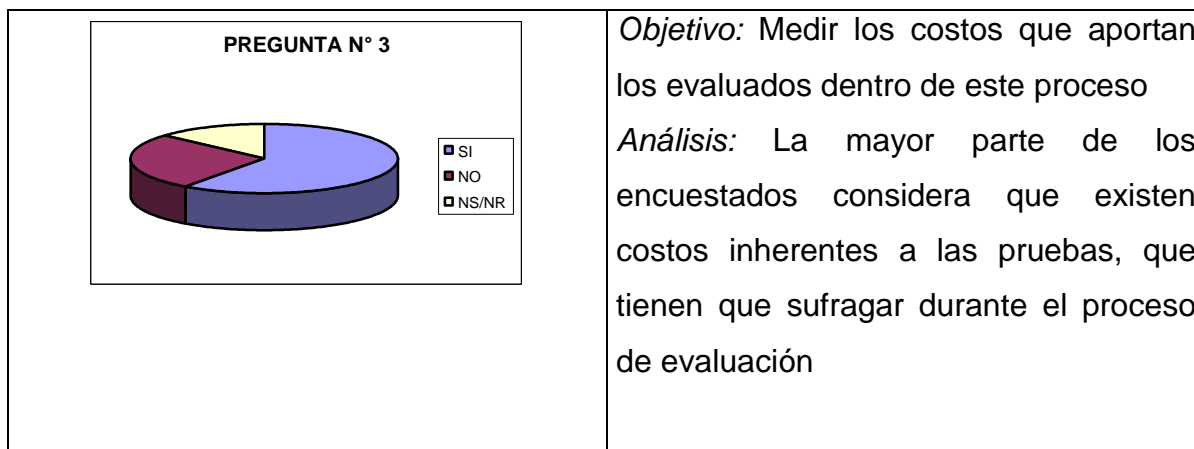 PREGUNTA N° 3
SI
NO
NS/NR
Objetivo: Medir los costos que aportan
los evaluados dentro de este proceso
Análisis: La mayor parte de los
encuestados considera que existen
costos inherentes a las pruebas, que
tienen que sufragar durante el proceso
de evaluación